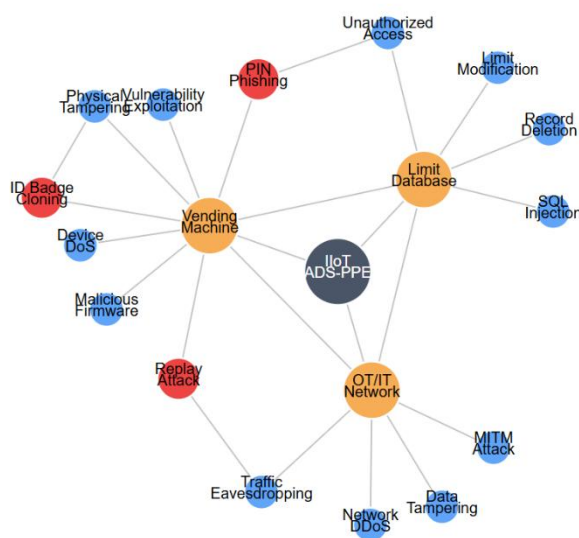 Unauthorized
Access
PIN
Phishing
Limit
Modification
Physical
Tampering
Vulnerability
Exploitation
Record
Deletion
Limit
Database
ID Badge
Cloning
SQL
Injection
Vending
Machine
Device
DoS
IIoT
ADS-PPE
Malicious
Firmware
Replay
Attack
OT/IT
Network
MITM
Attack
Traffic
Eavesdropping
Data
Tampering
Network
DDoS